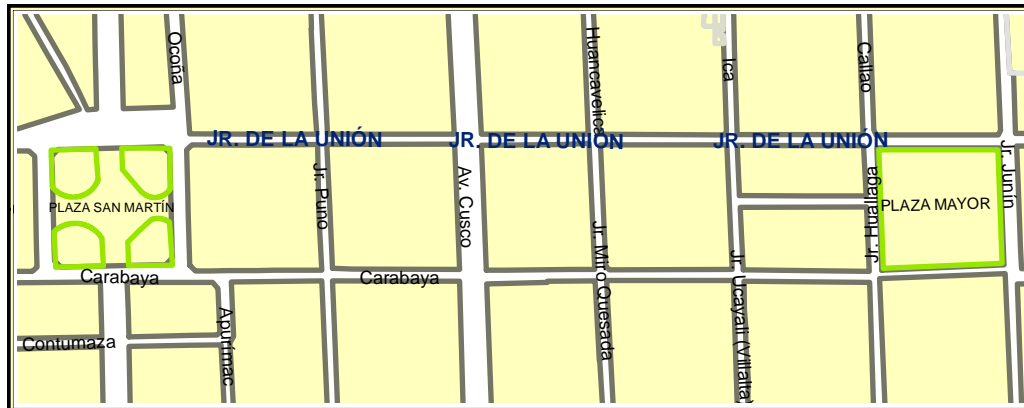 Ocoña
Huancavelica
Ica
Callao
JR. DE LA UNIÓN
JR. DE LA UNIÓN
JR. DE LA UNIÓN
Jr. Junín
Jr. Puno
Av. Cusco
Jr. Huallaga
PLAZA SAN MARTÍN
PLAZA MAYOR
Jr. Miro Quesada
Jr. Ucayali (Villalta)
Carabaya
Carabaya
Apurímac
Contumaza